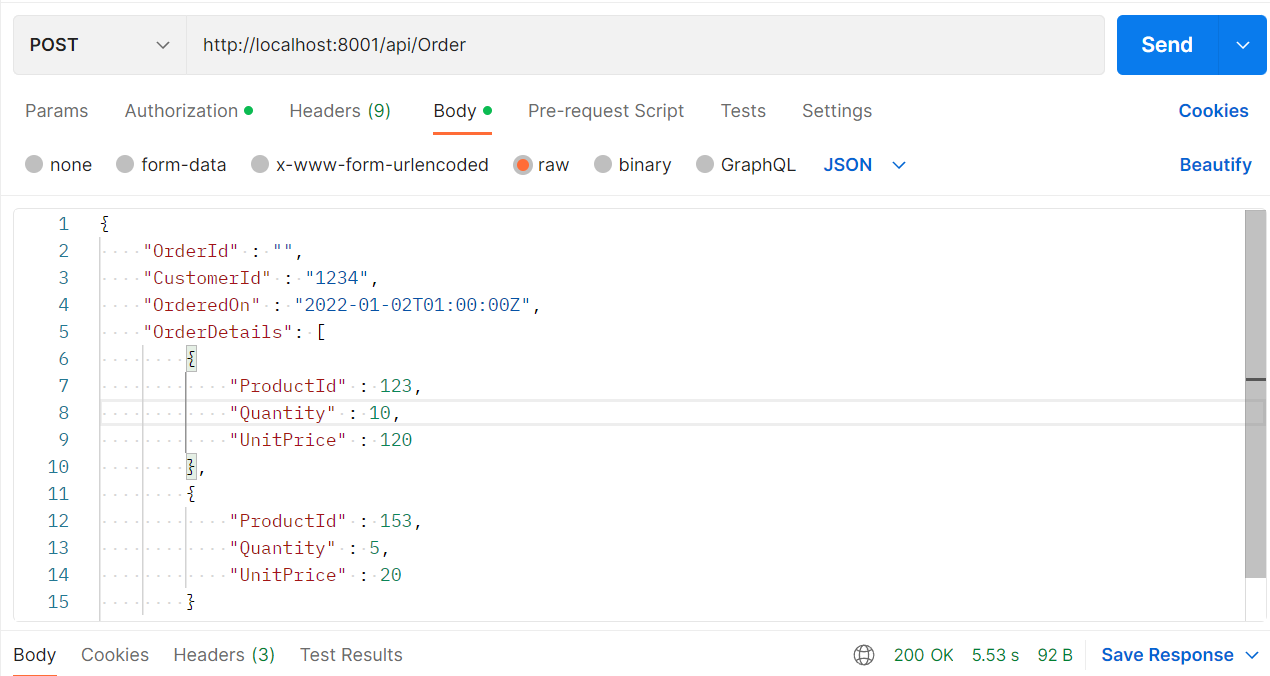 POST http://localhost:8001/api/Order Send
Params Authorization Headers (9) Body Pre-request Script Tests Settings Cookies
none form-data x-www-form-urlencoded raw binary GraphQL JSON Beautify
1 {
2 "OrderId" : "",
3 "CustomerId" : "1234",
4 "OrderedOn" : "2022-01-02T01:00:00Z",
5 "OrderDetails": [
6 {
7 "ProductId" : 123,
8 "Quantity" : 10,
9 "UnitPrice" : 120
10 },
11 {
12 "ProductId" : 153,
13 "Quantity" : 5,
14 "UnitPrice" : 20
15 }
Body Cookies Headers (3) Test Results 200 OK 5.53 s 92 B Save Response